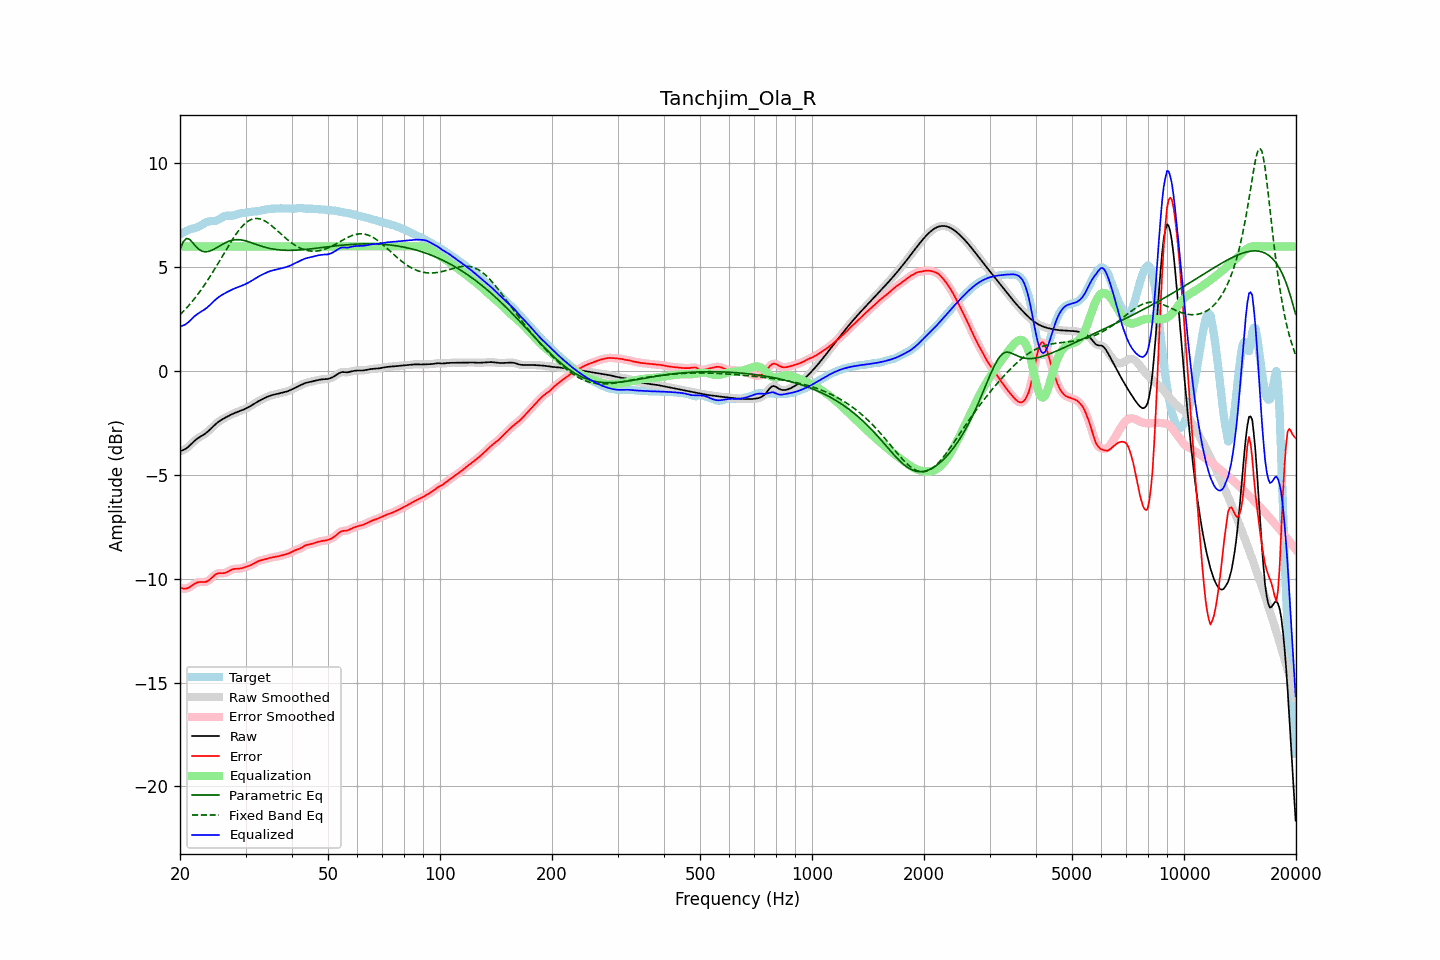 Tanchjim_Ola_R
Amplitude (dBr)
10
5
0
−5
−10
−15
−20
Target
Raw Smoothed
Error Smoothed
Raw
Error
Equalization
Parametric Eq
Fixed Band Eq
Equalized
20 50 100 200 500 1000 2000 5000 10000 20000
Frequency (Hz)